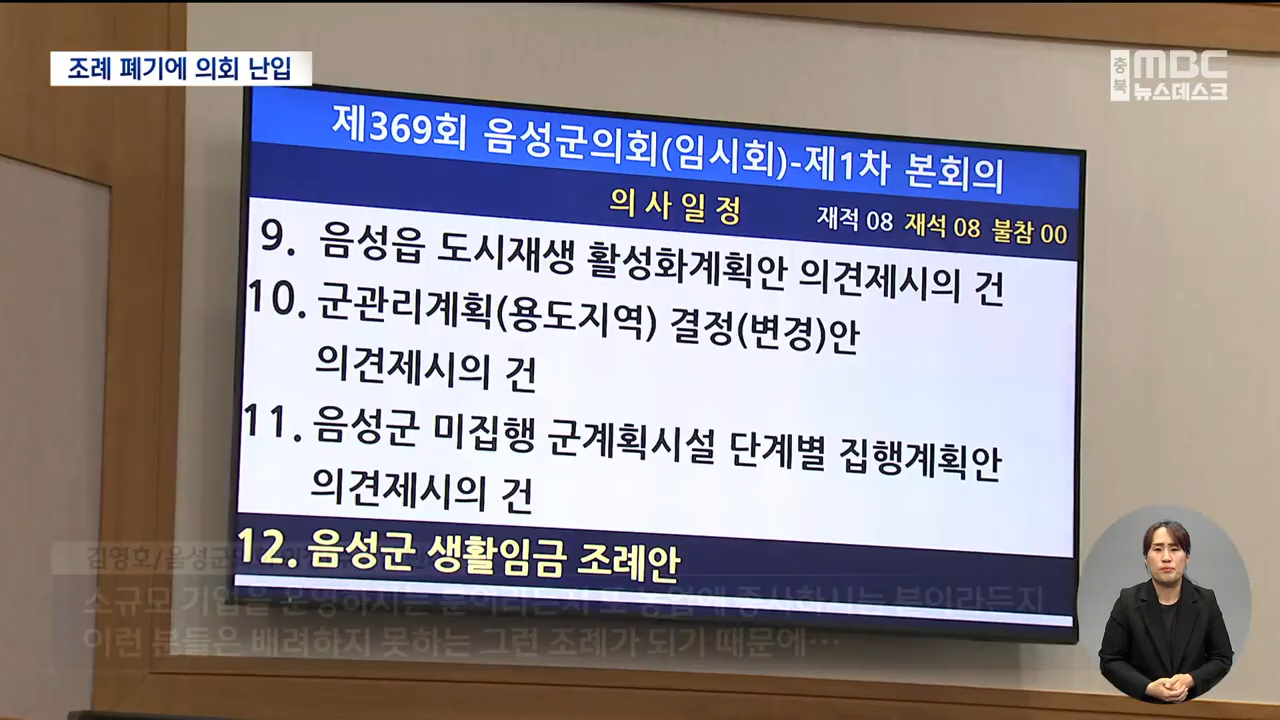 조례 폐기에 의회 난입
충북
MBC
뉴스데스크
제369회 음성군의회(임시회)-제1차 본회의
의 사 일 정
재적 08 재석 08 불참 00
9. 음성읍 도시재생 활성화계획안 의견제시의 건
10. 군관리계획(용도지역) 결정(변경)안
의견제시의 건
11. 음성군 미집행 군계획시설 단계별 집행계획안
의견제시의 건
12. 음성군 생활임금 조례안
김영호/음성군
소규모 기업을 운영하시는 분이라든지 또 농업에 종사하시는 분이라든지
이런 분들은 배려하지 못하는 그런 조례가 되기 때문에…